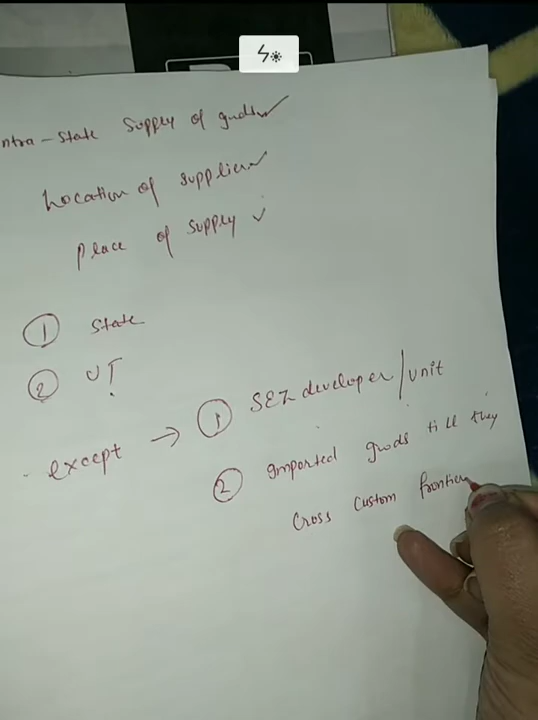 ntra - State Supply of goods
Location of supplier
place of supply
1 State
2 UT
except → 1 SEZ developer/unit
2 Imported goods till they
Cross Custom frontier